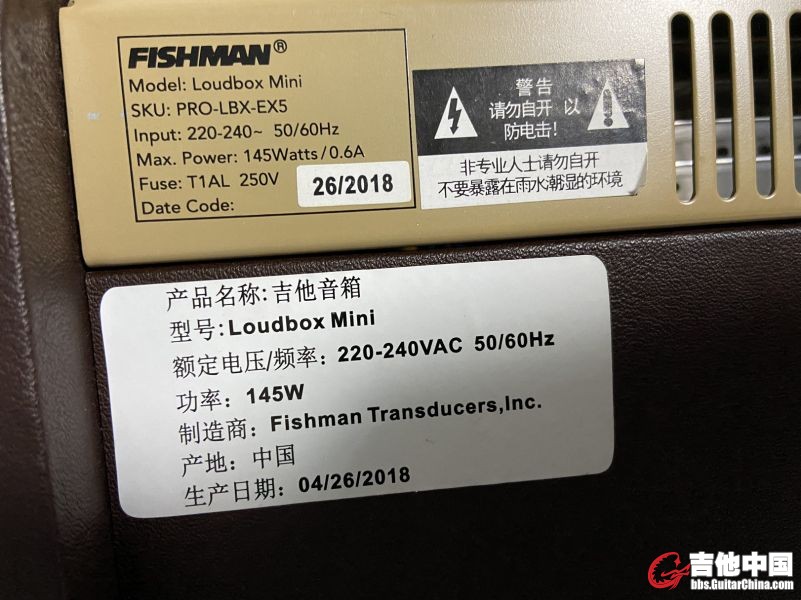 FISHMAN®
Model: Loudbox Mini
SKU: PRO-LBX-EX5
Input: 220-240~ 50/60Hz
Max. Power: 145Watts/0.6A
Fuse: T1AL 250V
Date Code:
26/2018
警告
请勿自开 以
防电击!
非专业人士请勿自开
不要暴露在雨水潮湿的环境
产品名称:吉他音箱
型号:Loudbox Mini
额定电压/频率: 220-240VAC 50/60Hz
功率: 145W
制造商: Fishman Transducers,Inc.
产地: 中国
生产日期: 04/26/2018
吉他中国
bbs.GuitarChina.com